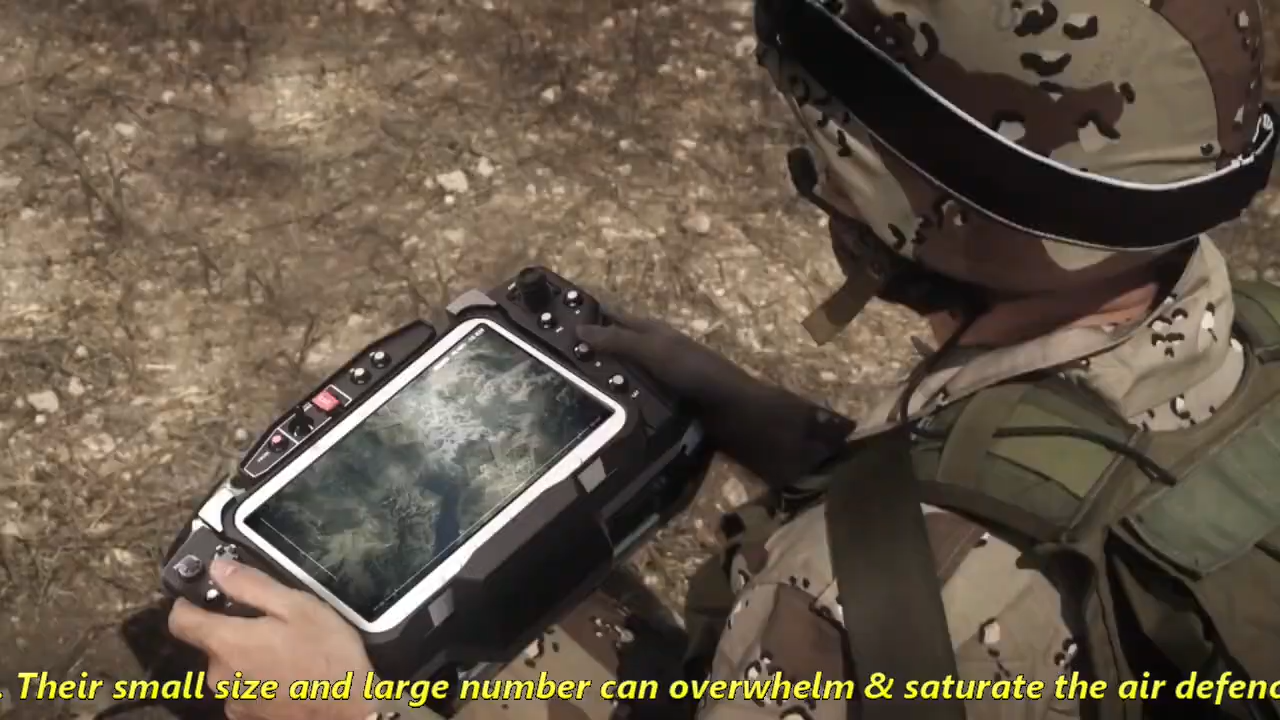 . Their small size and large number can overwhelm & saturate the air defenc